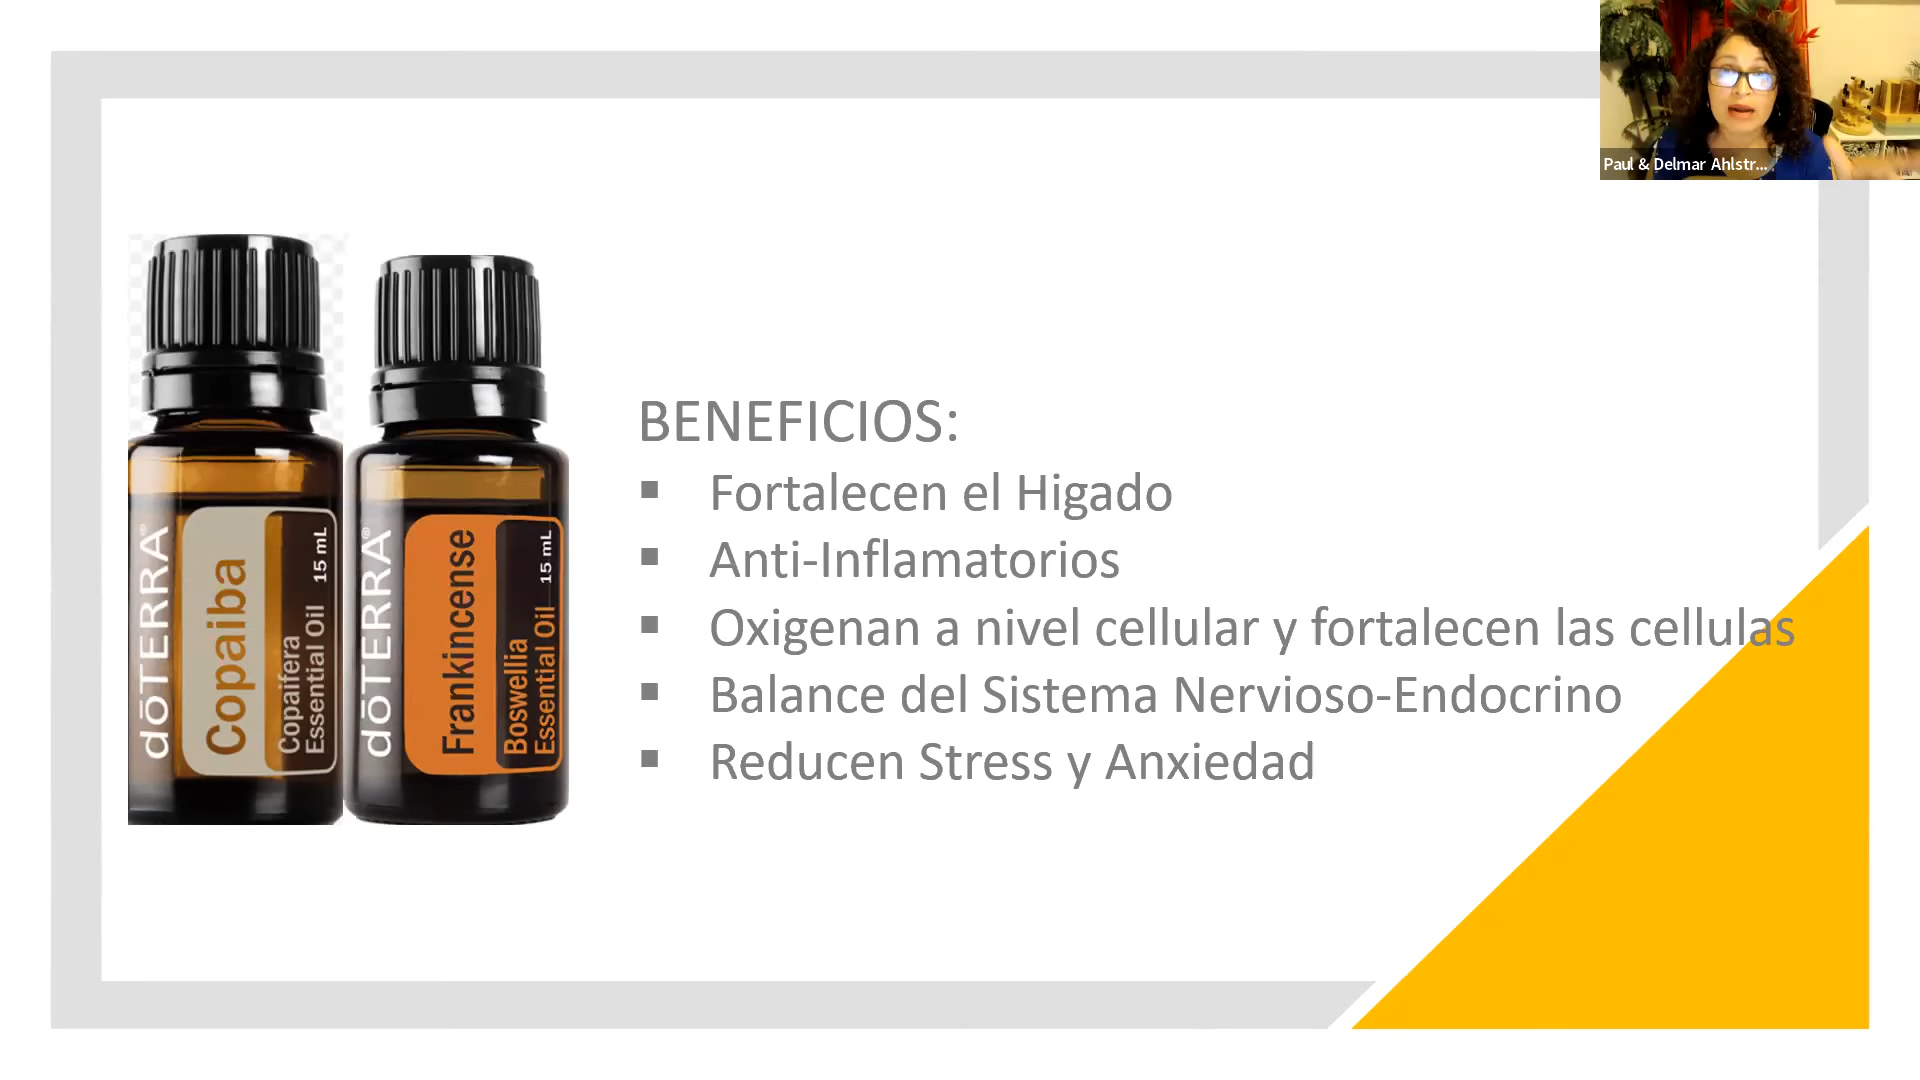 Paul & Delmar Ahlstr...
dōTERRA®
Copaiba
Copaifera
Essential Oil
15 mL
dōTERRA®
Frankincense
Boswellia
Essential Oil
15 mL
BENEFICIOS:
▪ Fortalecen el Higado
▪ Anti-Inflamatorios
▪ Oxigenan a nivel cellular y fortalecen las cellulas
▪ Balance del Sistema Nervioso-Endocrino
▪ Reducen Stress y Anxiedad